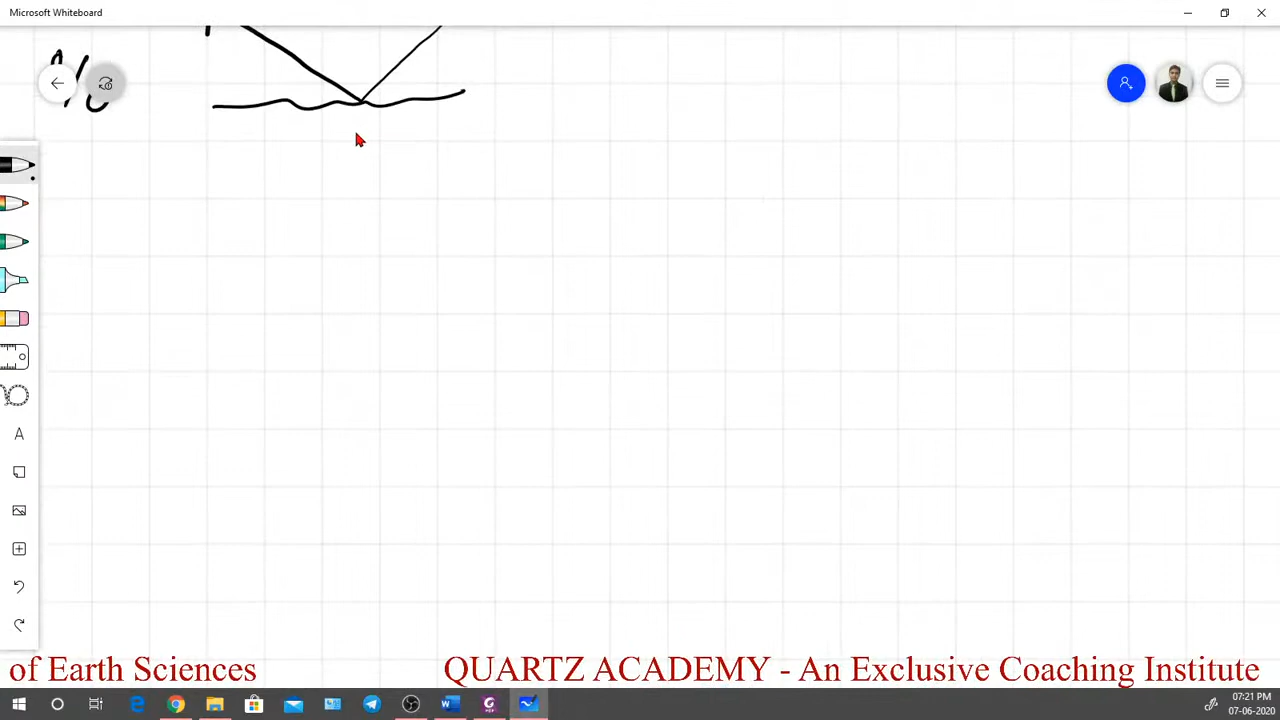 Microsoft Whiteboard
A
of Earth Sciences QUARTZ ACADEMY - An Exclusive Coaching Institute
07:21 PM
07-06-2020